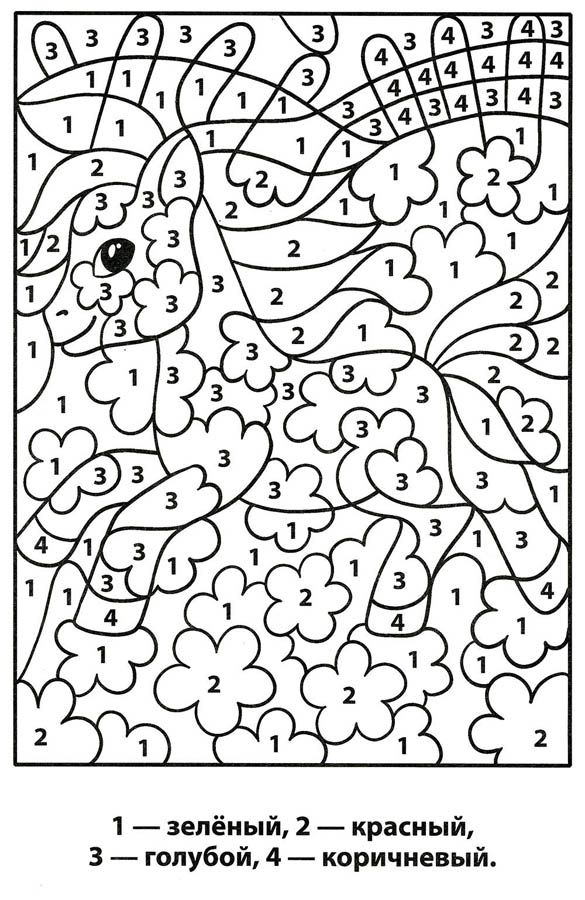 1 — зелёный, 2 — красный,
3 — голубой, 4 — коричневый.